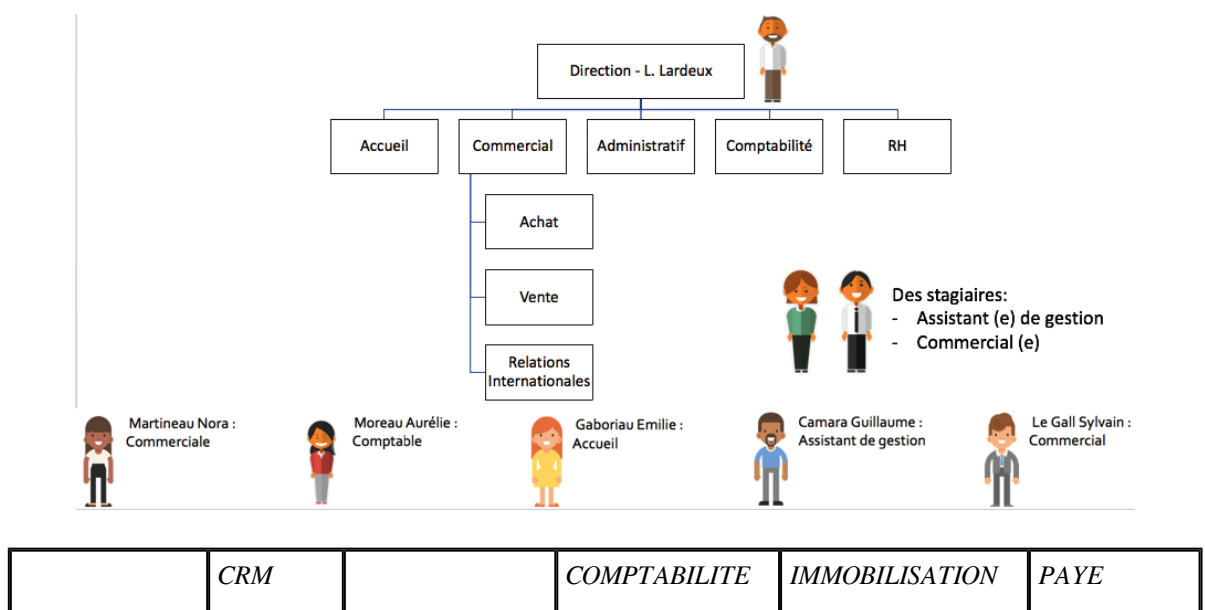 Direction - L. Lardeux
Accueil
Commercial
Administratif
Comptabilité
RH
Achat
Vente
Relations
Internationales
Des stagiaires:
- Assistant (e) de gestion
- Commercial (e)
Martineau Nora :
Commerciale
Moreau Aurélie :
Comptable
Gaboriau Emilie :
Accueil
Camara Guillaume :
Assistant de gestion
Le Gall Sylvain :
Commercial
CRM
COMPTABILITE
IMMOBILISATION
PAYE